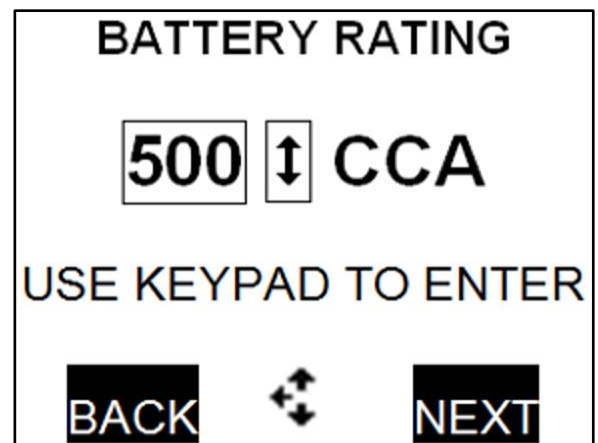 BATTERY RATING
500 CCA
USE KEYPAD TO ENTER
BACK NEXT